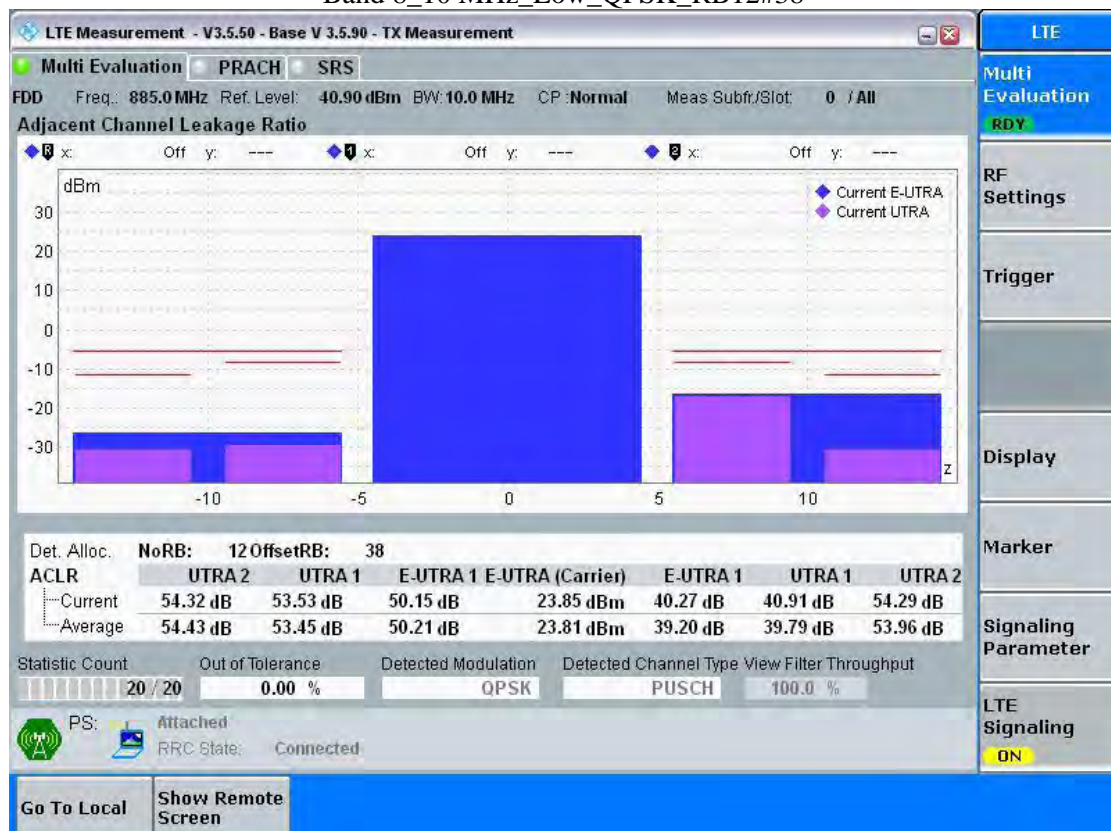 LTE Measurement - V3.5.50 - Base V 3.5.90 - TX Measurement
LTE
Multi Evaluation PRACH SRS
Multi
Evaluation
RDY
FDD Freq.: 885.0 MHz Ref. Level: 40.90 dBm BW: 10.0 MHz CP :Normal Meas Subfr./Slot: 0 / All
Adjacent Channel Leakage Ratio
R x: Off y: --- 1 x: Off y: --- 2 x: Off y: ---
dBm
Current E-UTRA
Current UTRA
30
20
10
0
-10
-20
-30
z
-10 -5 0 5 10
RF
Settings
Trigger
Display
Marker
Signaling
Parameter
LTE
Signaling
ON
Det. Alloc. NoRB: 12 OffsetRB: 38
ACLR UTRA 2 UTRA 1 E-UTRA 1 E-UTRA (Carrier) E-UTRA 1 UTRA 1 UTRA 2
Current 54.32 dB 53.53 dB 50.15 dB 23.85 dBm 40.27 dB 40.91 dB 54.29 dB
Average 54.43 dB 53.45 dB 50.21 dB 23.81 dBm 39.20 dB 39.79 dB 53.96 dB
Statistic Count Out of Tolerance Detected Modulation Detected Channel Type View Filter Throughput
20 / 20 0.00 % QPSK PUSCH 100.0 %
PS: Attached
RRC State: Connected
Go To Local
Show Remote
Screen